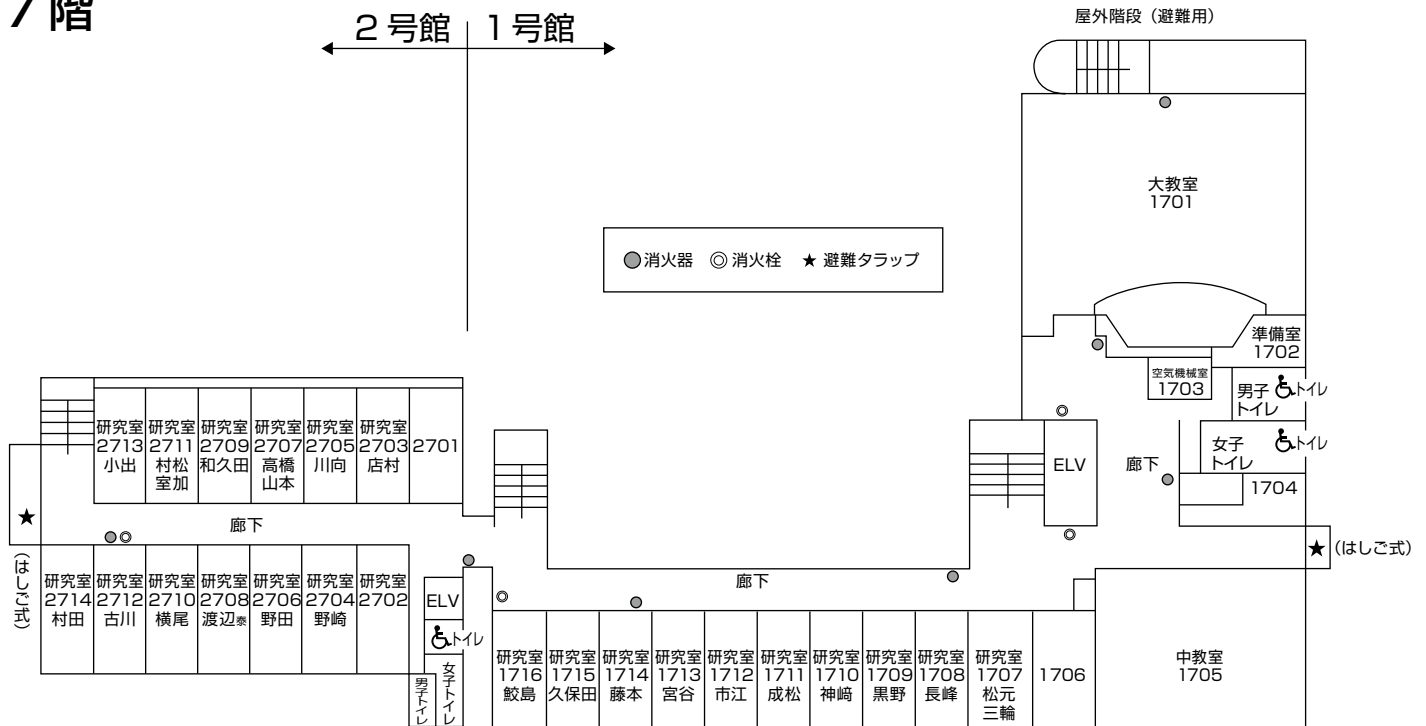 7階
2号館
1号館
屋外階段（避難用）
大教室
1701
消火器
消火栓
★ 避難タラップ
準備室
1702
空気機械室
1703
男子
トイレ
トイレ
女子
トイレ
トイレ
1704
ELV
廊下
★
(はしご式)
研究室
2713
小出
研究室
2711
村松
室加
研究室
2709
和久田
研究室
2707
高橋
山本
研究室
2705
川向
研究室
2703
店村
2701
★
(はしご式)
廊下
研究室
2714
村田
研究室
2712
古川
研究室
2710
横尾
研究室
2708
渡辺泰
研究室
2706
野田
研究室
2704
野崎
研究室
2702
ELV
トイレ
男子トイレ
女子トイレ
廊下
研究室
1716
鮫島
研究室
1715
久保田
研究室
1714
藤本
研究室
1713
宮谷
研究室
1712
市江
研究室
1711
成松
研究室
1710
神﨑
研究室
1709
黒野
研究室
1708
長峰
研究室
1707
松元
三輪
1706
中教室
1705